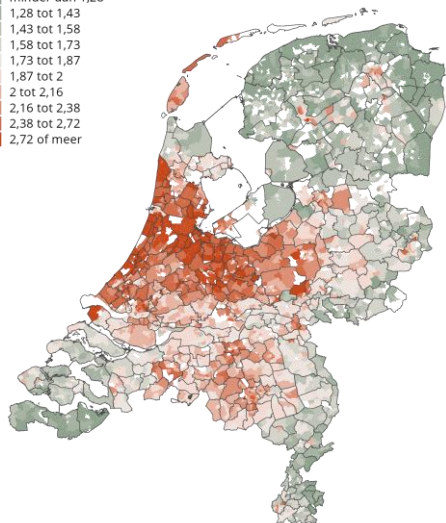 1,28 tot 1,43
1,43 tot 1,58
1,58 tot 1,73
1,73 tot 1,87
1,87 tot 2
2 tot 2,16
2,16 tot 2,38
2,38 tot 2,72
2,72 of meer